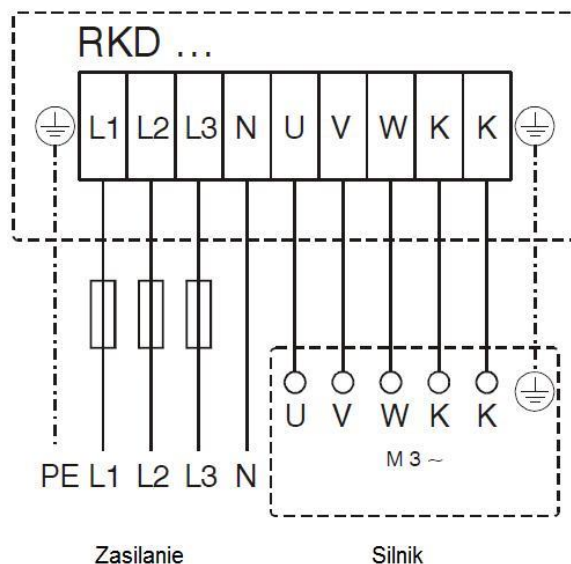 RKD ...
L1 L2 L3 N U V W K K
U V W K K
M 3 ~
PE L1 L2 L3 N
Zasilanie Silnik